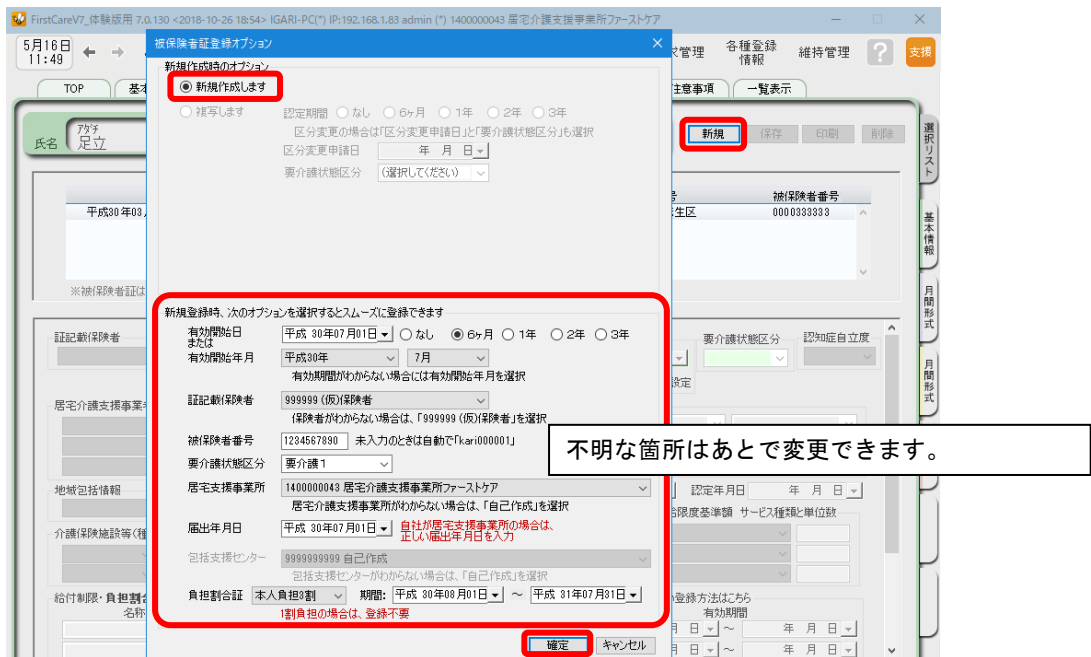 FirstCareV7_体験版用 7.0.130 <2018-10-26 18:54> IGARI-PC(*) IP:192.168.1.83 admin (*) 1400000043 居宅介護支援事業所ファーストケア
5月16日
11:49
各種登録
情報
維持管理
?
支援
TOP
注意事項
一覧表示
氏名
アダチ
足立
新規
保存
印刷
削除
選択リスト
基本情報
月間形式
月間形式
被保険者番号
平成30年03
生区
0000333333
※被保険者証は
証記載保険者
要介護状態区分
認知症自立度
設定
居宅介護支援事業
地域包括情報
認定年月日
年 月 日
限度基準額 サービス種類と単位数
介護保険施設等(種
給付制限・負担割
名称
登録方法はこちら
有効期間
月 日 ～ 年 月 日
月 日 ～ 年 月 日
被保険者証登録オプション
新規作成時のオプション
新規作成します
複写します
認定期間 なし 6ヶ月 1年 2年 3年
区分変更の場合は「区分変更申請日」と「要介護状態区分」も選択
区分変更申請日 年 月 日
要介護状態区分 (選択してください)
新規登録時、次のオプションを選択するとスムーズに登録できます
有効開始日
または
有効開始年月
平成 30年07月01日 なし 6ヶ月 1年 2年 3年
平成30年 7月
有効期間がわからない場合には有効開始年月を選択
証記載保険者 999999 (仮)保険者
保険者がわからない場合は、「999999 (仮)保険者」を選択
被保険者番号 1234567890 未入力のときは自動で「kari000001」
要介護状態区分 要介護1
居宅支援事業所 1400000043 居宅介護支援事業所ファーストケア
居宅介護支援事業所がわからない場合は、「自己作成」を選択
届出年月日 平成 30年07月01日
自社が居宅支援事業所の場合は、
正しい届出年月日を入力
包括支援センター 9999999999 自己作成
包括支援センターがわからない場合は、「自己作成」を選択
負担割合証 本人負担3割 期間: 平成 30年08月01日 ～ 平成 31年07月31日
1割負担の場合は、登録不要
確定 キャンセル
不明な箇所はあとで変更できます。